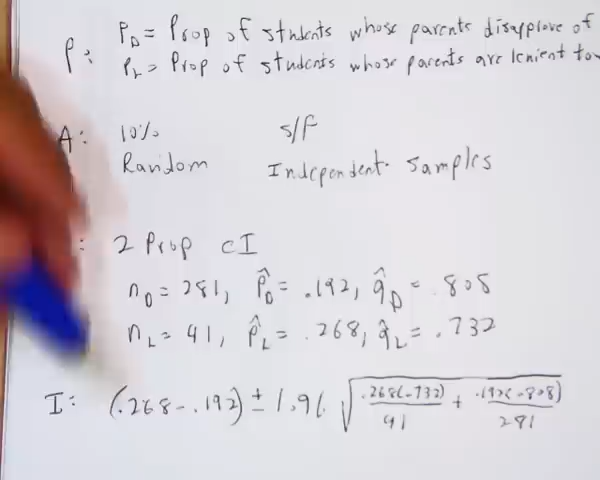 P: P_D = Prop of students whose parents disapprove of
P_L = Prop of students whose parents are lenient
A: 10% S/F
Random Independent Samples
: 2 Prop CI
n_D = 281, p̂_D = .192, q̂_D = .808
n_L = 41, p̂_L = .268, q̂_L = .732
I: (.268 - .192) ± 1.96 √(.268(.732)/41 + .192(.808)/281)